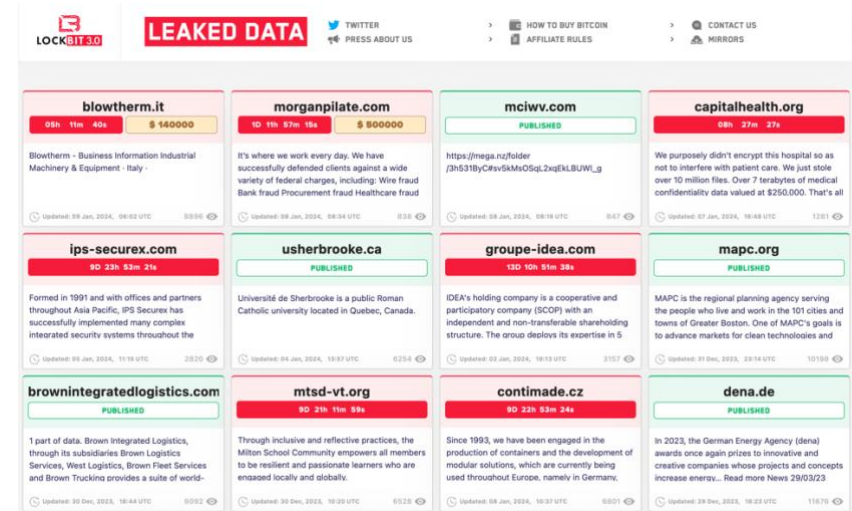 LOCKBIT 3.0
LEAKED DATA
TWITTER
PRESS ABOUT US
> HOW TO BUY BITCOIN
> AFFILIATE RULES
> CONTACT US
> MIRRORS
blowtherm.it
05h 11m 40s $ 140000
Blowtherm - Business Information Industrial
Machinery & Equipment · Italy ·
Updated: 09 Jan, 2024, 06:02 UTC 8896
morganpilate.com
1D 11h 57m 15s $ 500000
It's where we work every day. We have
successfully defended clients against a wide
variety of federal charges, including: Wire fraud
Bank fraud Procurement fraud Healthcare fraud
Updated: 08 Jan, 2024, 08:34 UTC 838
mciwv.com
PUBLISHED
https://mega.nz/folder
/3h531ByC#sv5kMsOSqL2xqEkLBUWI_g
Updated: 08 Jan, 2024, 08:16 UTC 947
capitalhealth.org
08h 27m 27s
We purposely didn't encrypt this hospital so as
not to interfere with patient care. We just stole
over 10 million files. Over 7 terabytes of medical
confidentiality data valued at $250,000. That's all
Updated: 07 Jan, 2024, 18:48 UTC 1281
ips-securex.com
9D 23h 53m 21s
Formed in 1991 and with offices and partners
throughout Asia Pacific, IPS Securex has
successfully implemented many complex
integrated security systems throughout the
Updated: 05 Jan, 2024, 11:15 UTC 2820
usherbrooke.ca
PUBLISHED
Université de Sherbrooke is a public Roman
Catholic university located in Quebec, Canada.
Updated: 04 Jan, 2024, 13:57 UTC 6254
groupe-idea.com
13D 10h 51m 38s
IDEA's holding company is a cooperative and
participatory company (SCOP) with an
independent and non-transferable shareholding
structure. The group deploys its expertise in 5
Updated: 02 Jan, 2024, 19:13 UTC 3157
mapc.org
PUBLISHED
MAPC is the regional planning agency serving
the people who live and work in the 101 cities and
towns of Greater Boston. One of MAPC's goals is
to advance markets for clean technologies and
Updated: 31 Dec, 2023, 23:14 UTC 10198
brownintegratedlogistics.com
PUBLISHED
1 part of data. Brown Integrated Logistics,
through its subsidiaries Brown Logistics
Services, West Logistics, Brown Fleet Services
and Brown Trucking provides a suite of world-
Updated: 30 Dec, 2023, 18:44 UTC 6092
mtsd-vt.org
9D 21h 11m 59s
Through inclusive and reflective practices, the
Milton School Community empowers all members
to be resilient and passionate learners who are
engaged locally and globally.
Updated: 30 Dec, 2023, 10:20 UTC 6528
contimade.cz
9D 22h 53m 24s
Since 1993, we have been engaged in the
production of containers and the development of
modular solutions, which are currently being
used throughout Europe, namely in Germany,
Updated: 08 Jan, 2024, 10:37 UTC 6801
dena.de
PUBLISHED
In 2023, the German Energy Agency (dena)
awards once again prizes to innovative and
creative companies whose projects and concepts
increase energy... Read more News 29/03/23
Updated: 29 Dec, 2023, 16:23 UTC 11876